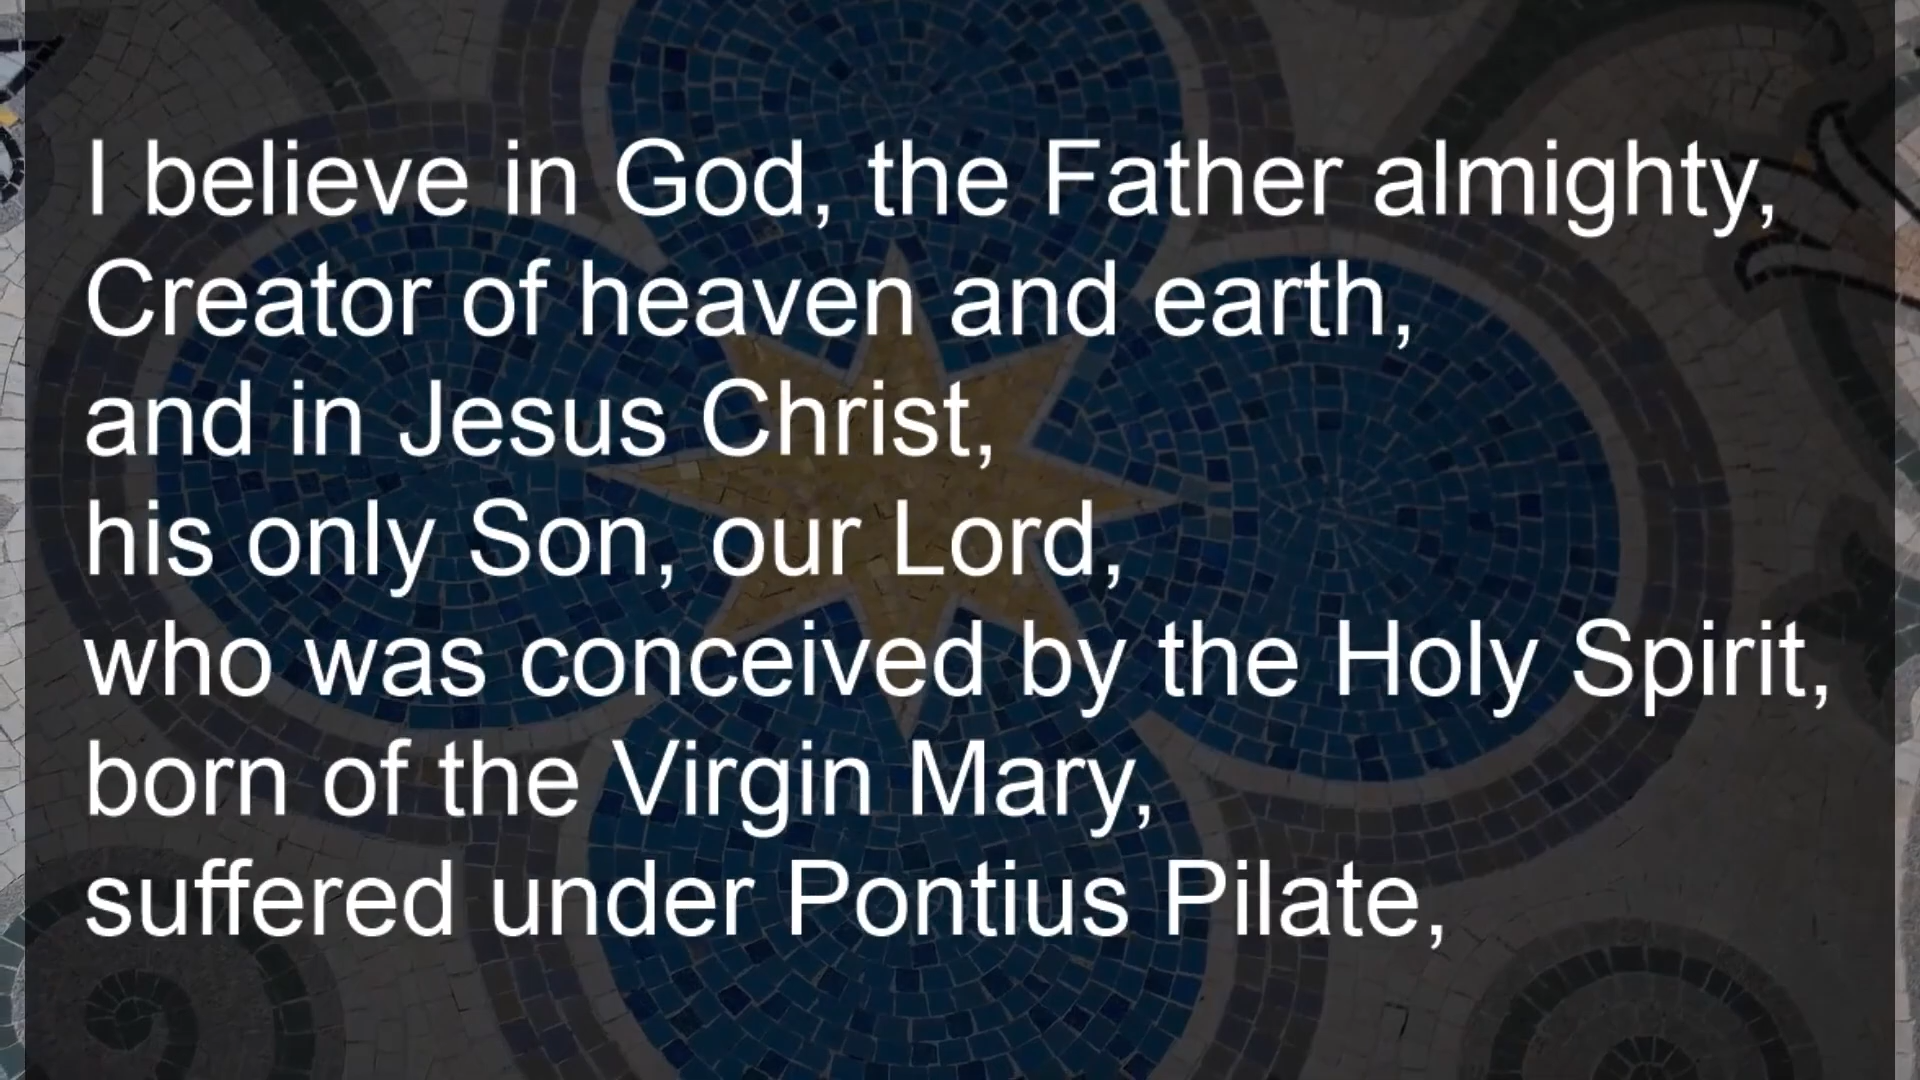 I believe in God, the Father almighty,
Creator of heaven and earth,
and in Jesus Christ,
his only Son, our Lord,
who was conceived by the Holy Spirit,
born of the Virgin Mary,
suffered under Pontius Pilate,